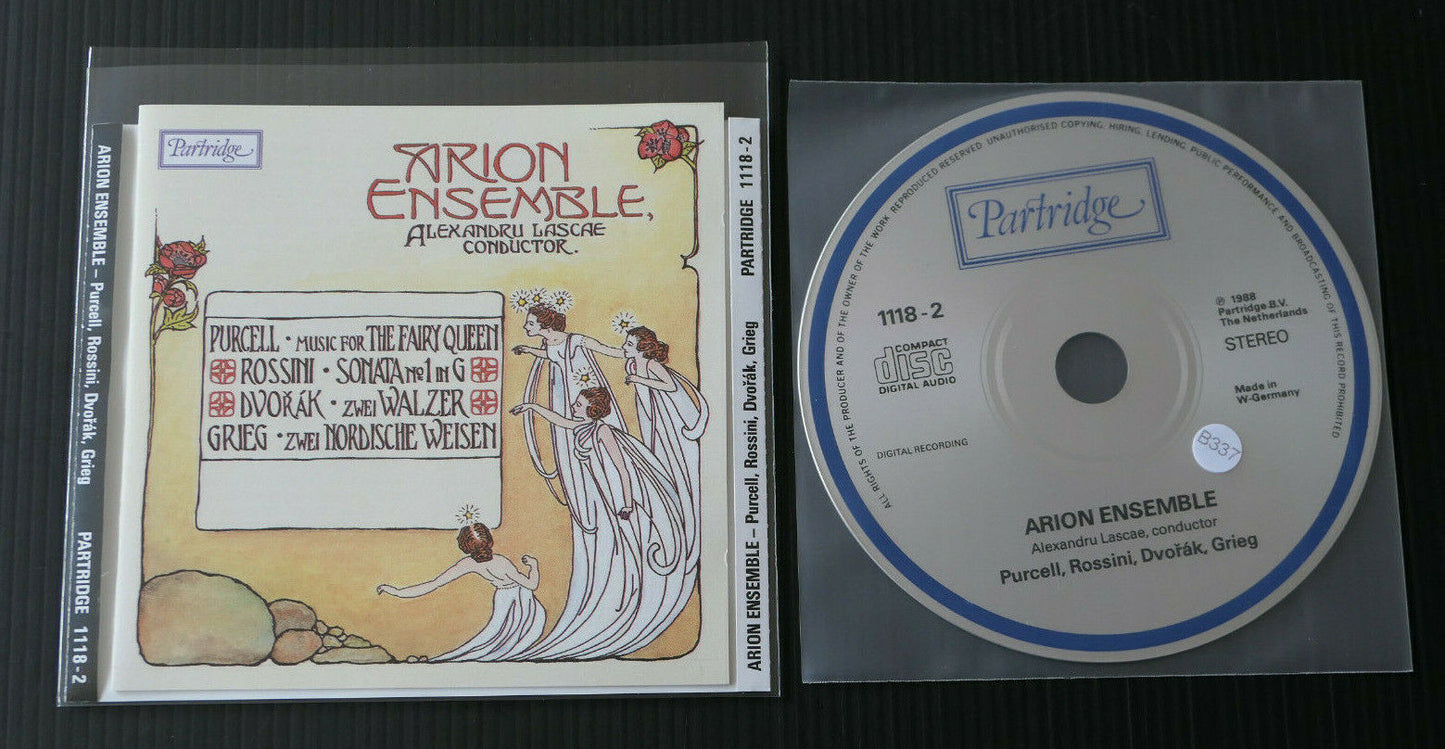 ARION ENSEMBLE – Purcell, Rossini, Dvořák, Grieg PARTRIDGE 1118 - 2
Partridge
ARION
ENSEMBLE,
ALEXANDRU LASCAE
CONDUCTOR.
PURCELL · MUSIC FOR THE FAIRY QUEEN
ROSSINI · SONATA No 1 IN G
DVOŘÁK · ZWEI WALZER
GRIEG · ZWEI NORDISCHE WEISEN
ARION ENSEMBLE – Purcell, Rossini, Dvořák, Grieg PARTRIDGE 1118 - 2
ALL RIGHTS OF THE PRODUCER AND OF THE OWNER OF THE WORK REPRODUCED RESERVED. UNAUTHORISED COPYING, HIRING, LENDING, PUBLIC PERFORMANCE AND BROADCASTING OF THIS RECORD PROHIBITED
Partridge
1118 - 2
COMPACT
disc
DIGITAL AUDIO
℗ 1988
Partridge B.V.
The Netherlands
STEREO
Made in
W-Germany
DIGITAL RECORDING
B337
ARION ENSEMBLE
Alexandru Lascae, conductor
Purcell, Rossini, Dvořák, Grieg